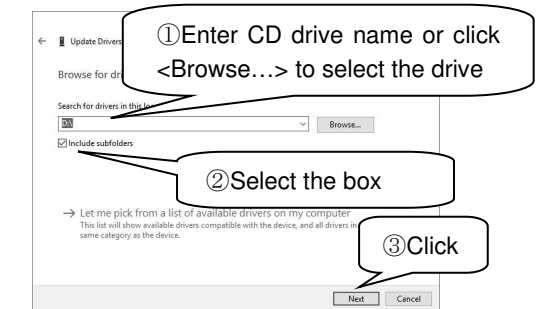 ①Enter CD drive name or click
<Browse…> to select the drive
← Update Drivers
Browse for dr
Search for drivers in this loc
D:\
Browse...
Include subfolders
②Select the box
→ Let me pick from a list of available drivers on my computer
This list will show available drivers compatible with the device, and all drivers in
same category as the device.
③Click
Next Cancel